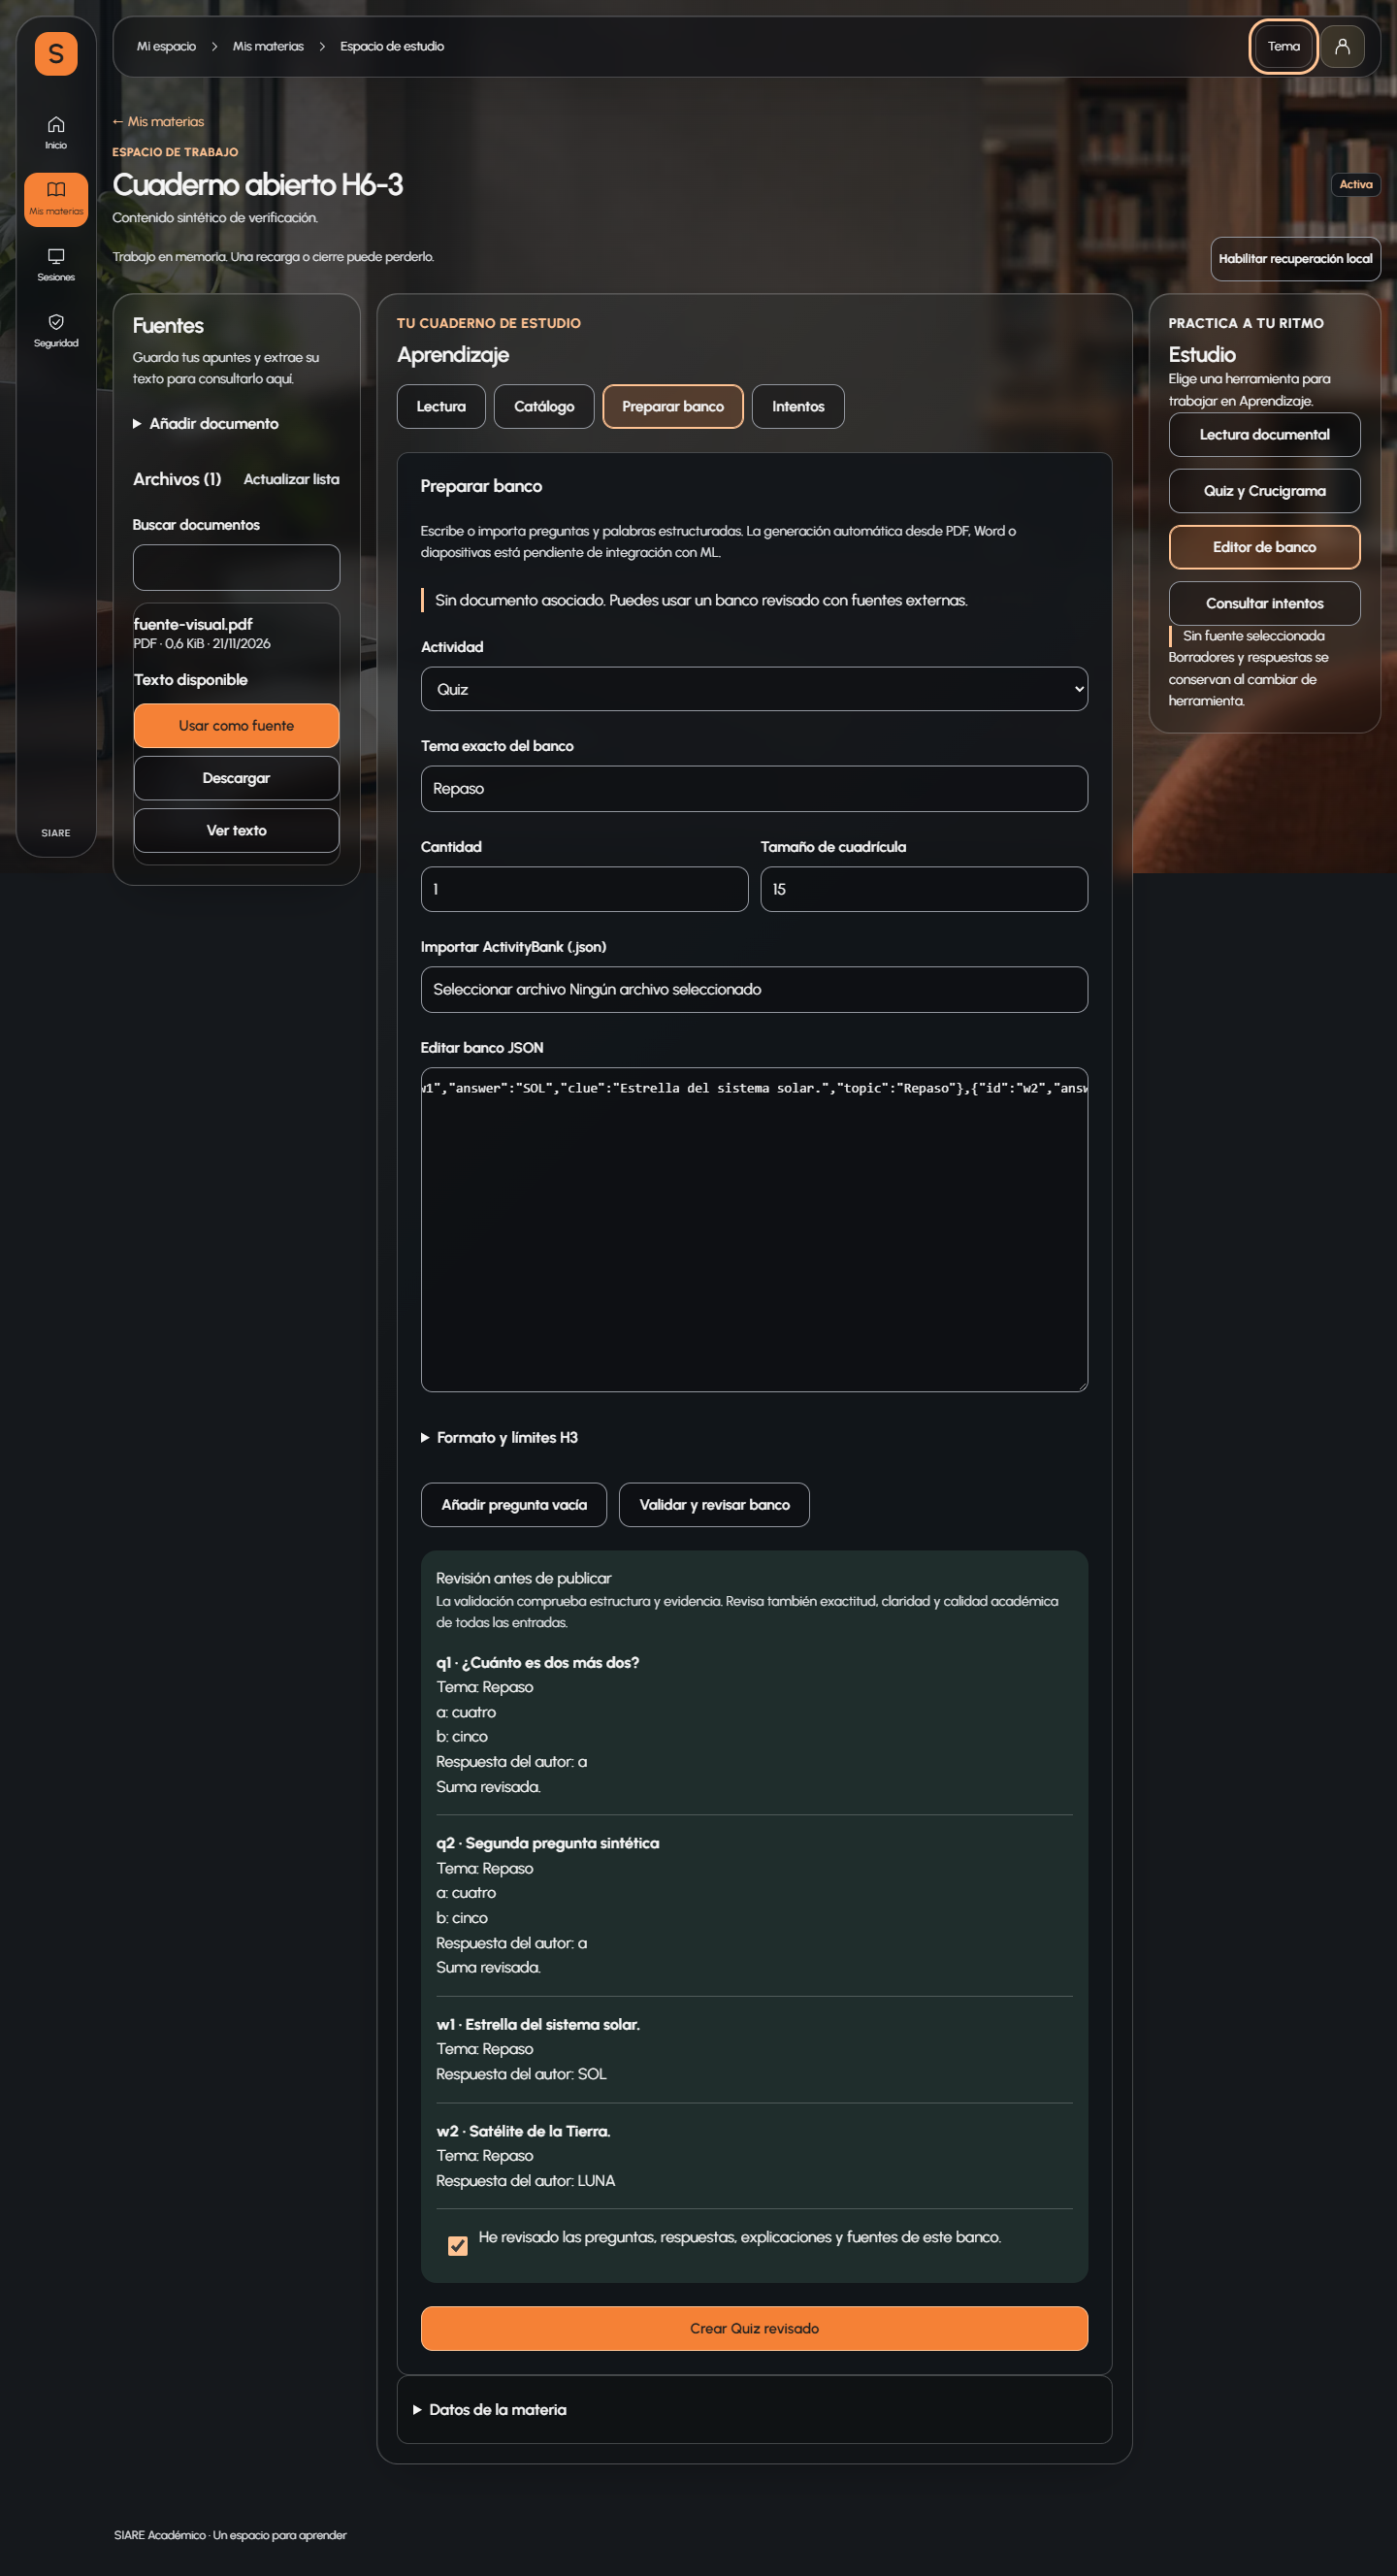 S
Inicio
Mis materias
Sesiones
Seguridad
SIARE
Mi espacio > Mis materias > Espacio de estudio
Tema
← Mis materias
ESPACIO DE TRABAJO
Cuaderno abierto H6-3
Activa
Contenido sintético de verificación.
Trabajo en memoria. Una recarga o cierre puede perderlo.
Habilitar recuperación local
Fuentes
Guarda tus apuntes y extrae su
texto para consultarlo aquí.
Añadir documento
Archivos (1)
Actualizar lista
Buscar documentos
fuente-visual.pdf
PDF · 0,6 KiB · 21/11/2026
Texto disponible
Usar como fuente
Descargar
Ver texto
TU CUADERNO DE ESTUDIO
Aprendizaje
Lectura
Catálogo
Preparar banco
Intentos
Preparar banco
Escribe o importa preguntas y palabras estructuradas. La generación automática desde PDF, Word o
diapositivas está pendiente de integración con ML.
Sin documento asociado. Puedes usar un banco revisado con fuentes externas.
Actividad
Quiz
Tema exacto del banco
Repaso
Cantidad
Tamaño de cuadrícula
1
15
Importar ActivityBank (.json)
Seleccionar archivo Ningún archivo seleccionado
Editar banco JSON
w1","answer":"SOL","clue":"Estrella del sistema solar.","topic":"Repaso"},{"id":"w2","answ
Formato y límites H3
Añadir pregunta vacía
Validar y revisar banco
Revisión antes de publicar
La validación comprueba estructura y evidencia. Revisa también exactitud, claridad y calidad académica
de todas las entradas.
q1 · ¿Cuánto es dos más dos?
Tema: Repaso
a: cuatro
b: cinco
Respuesta del autor: a
Suma revisada.
q2 · Segunda pregunta sintética
Tema: Repaso
a: cuatro
b: cinco
Respuesta del autor: a
Suma revisada.
w1 · Estrella del sistema solar.
Tema: Repaso
Respuesta del autor: SOL
w2 · Satélite de la Tierra.
Tema: Repaso
Respuesta del autor: LUNA
He revisado las preguntas, respuestas, explicaciones y fuentes de este banco.
Crear Quiz revisado
Datos de la materia
PRACTICA A TU RITMO
Estudio
Elige una herramienta para
trabajar en Aprendizaje.
Lectura documental
Quiz y Crucigrama
Editor de banco
Consultar intentos
Sin fuente seleccionada
Borradores y respuestas se
conservan al cambiar de
herramienta.
SIARE Académico · Un espacio para aprender